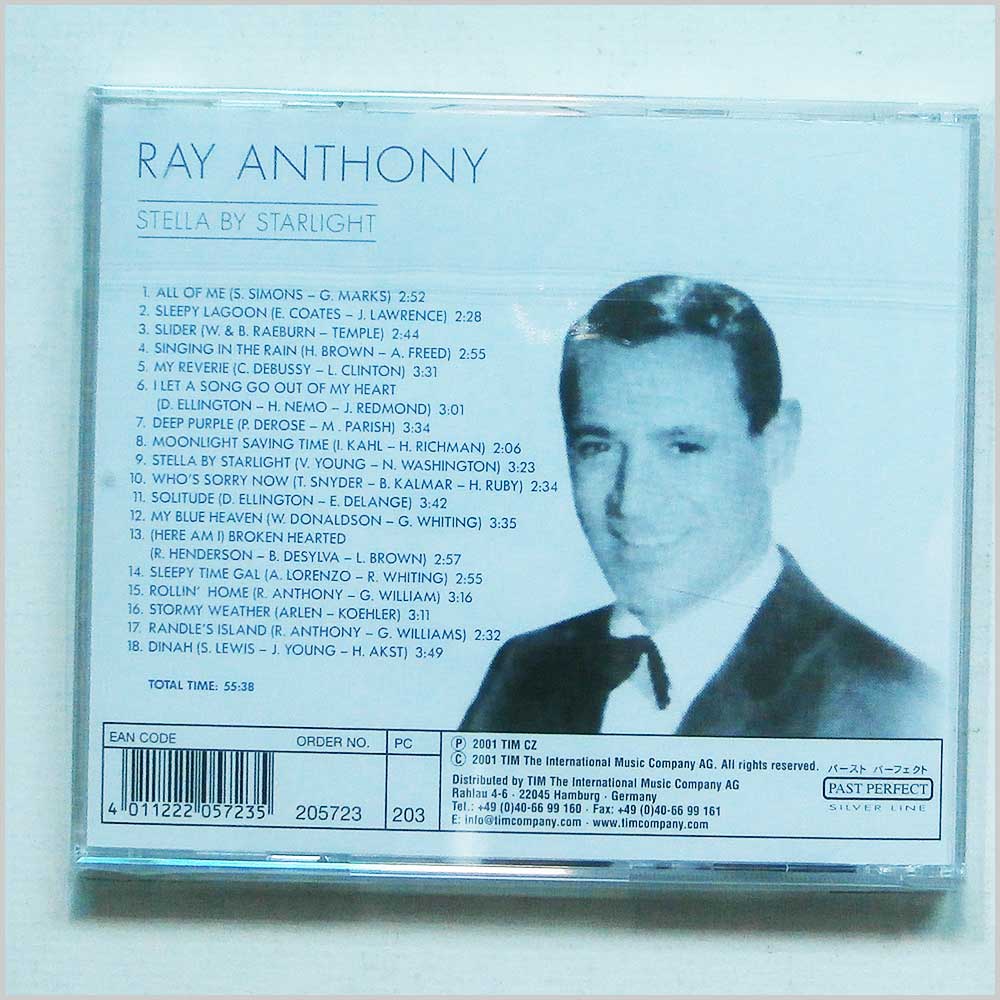 RAY ANTHONY
STELLA BY STARLIGHT
1. ALL OF ME (S. SIMONS – G. MARKS) 2:52
2. SLEEPY LAGOON (E. COATES – J. LAWRENCE) 2:28
3. SLIDER (W. & B. RAEBURN – TEMPLE) 2:44
4. SINGING IN THE RAIN (H. BROWN – A. FREED) 2:55
5. MY REVERIE (C. DEBUSSY – L. CLINTON) 3:31
6. I LET A SONG GO OUT OF MY HEART
(D. ELLINGTON – H. NEMO – J. REDMOND) 3:01
7. DEEP PURPLE (P. DEROSE – M . PARISH) 3:34
8. MOONLIGHT SAVING TIME (I. KAHL – H. RICHMAN) 2:06
9. STELLA BY STARLIGHT (V. YOUNG – N. WASHINGTON) 3:23
10. WHO'S SORRY NOW (T. SNYDER – B. KALMAR – H. RUBY) 2:34
11. SOLITUDE (D. ELLINGTON – E. DELANGE) 3:42
12. MY BLUE HEAVEN (W. DONALDSON – G. WHITING) 3:35
13. (HERE AM I) BROKEN HEARTED
(R. HENDERSON – B. DESYLVA – L. BROWN) 2:57
14. SLEEPY TIME GAL (A. LORENZO – R. WHITING) 2:55
15. ROLLIN' HOME (R. ANTHONY – G. WILLIAM) 3:16
16. STORMY WEATHER (ARLEN – KOEHLER) 3:11
17. RANDLE'S ISLAND (R. ANTHONY – G. WILLIAMS) 2:32
18. DINAH (S. LEWIS – J. YOUNG – H. AKST) 3:49
TOTAL TIME: 55:38
EAN CODE
4 011222 057235
ORDER NO.
205723
PC
203
Ⓟ 2001 TIM CZ
© 2001 TIM The International Music Company AG. All rights reserved.
Distributed by TIM The International Music Company AG
Rahlau 4-6 · 22045 Hamburg · Germany
Tel.: +49 (0)40-66 99 160 · Fax: +49 (0)40-66 99 161
E: info@timcompany.com · www.timcompany.com
パースト パーフェクト
PAST PERFECT
SILVER LINE